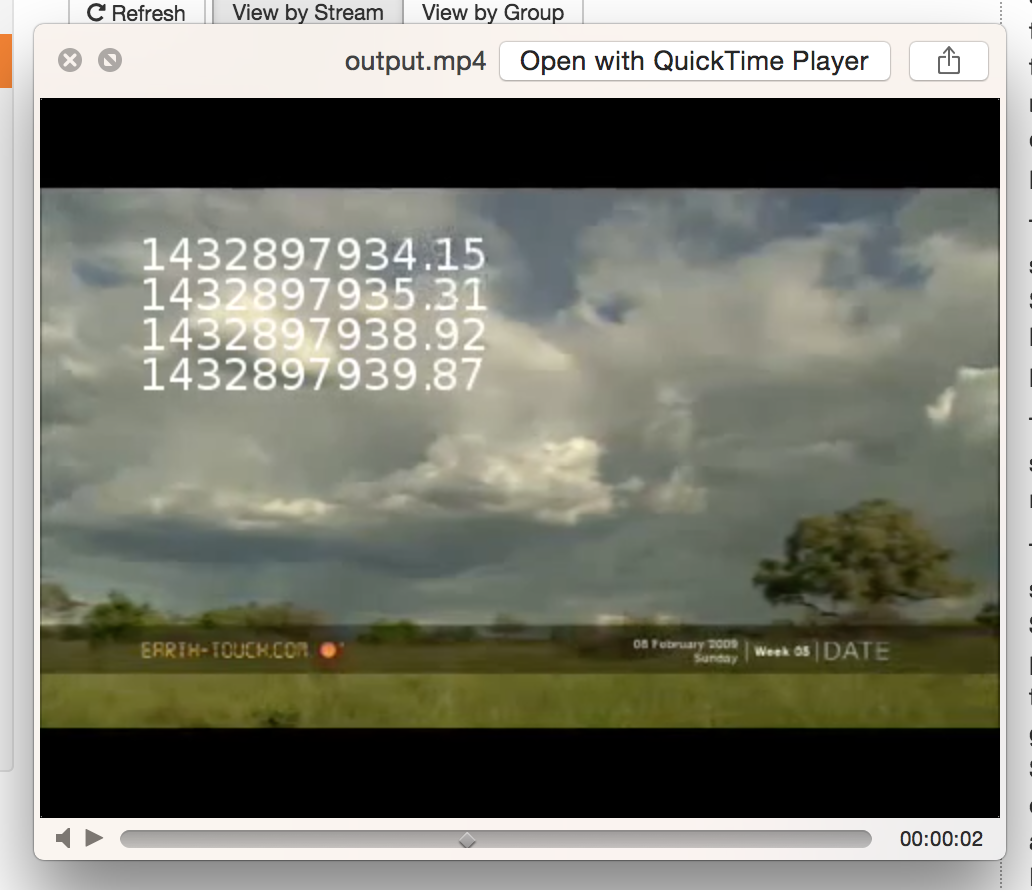 Refresh
View by Stream
View by Group
output.mp4
Open with QuickTime Player
1432897934.15
1432897935.31
1432897938.92
1432897939.87
EARTH-TOUCH.COM
08 February 2009
Sunday
Week 05
DATE
00:00:02